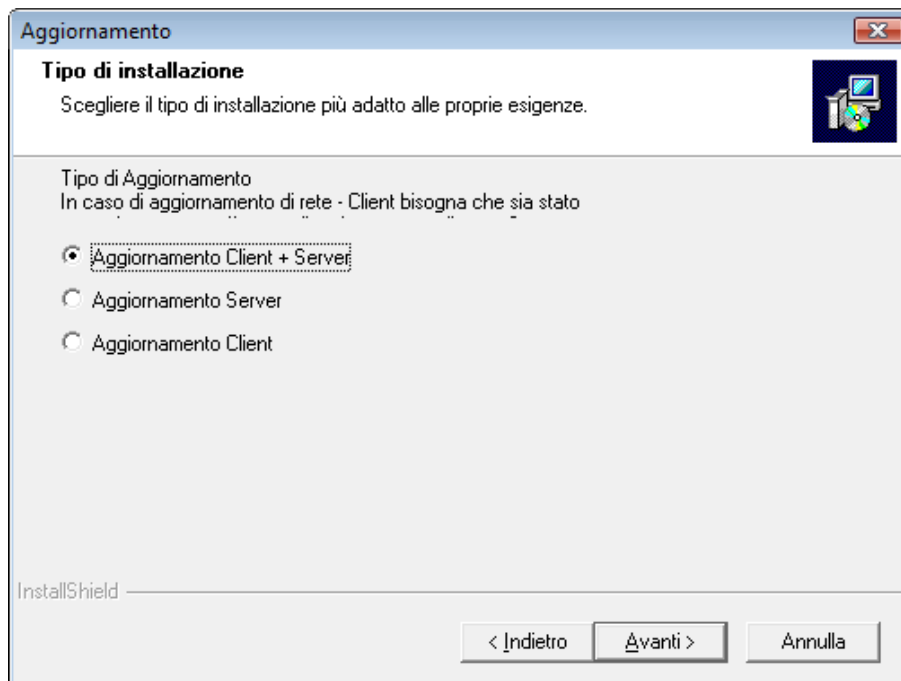 Aggiornamento
Tipo di installazione
Scegliere il tipo di installazione più adatto alle proprie esigenze.
Tipo di Aggiornamento
In caso di aggiornamento di rete - Client bisogna che sia stato
Aggiornamento Client + Server
Aggiornamento Server
Aggiornamento Client
InstallShield
< Indietro
Avanti >
Annulla